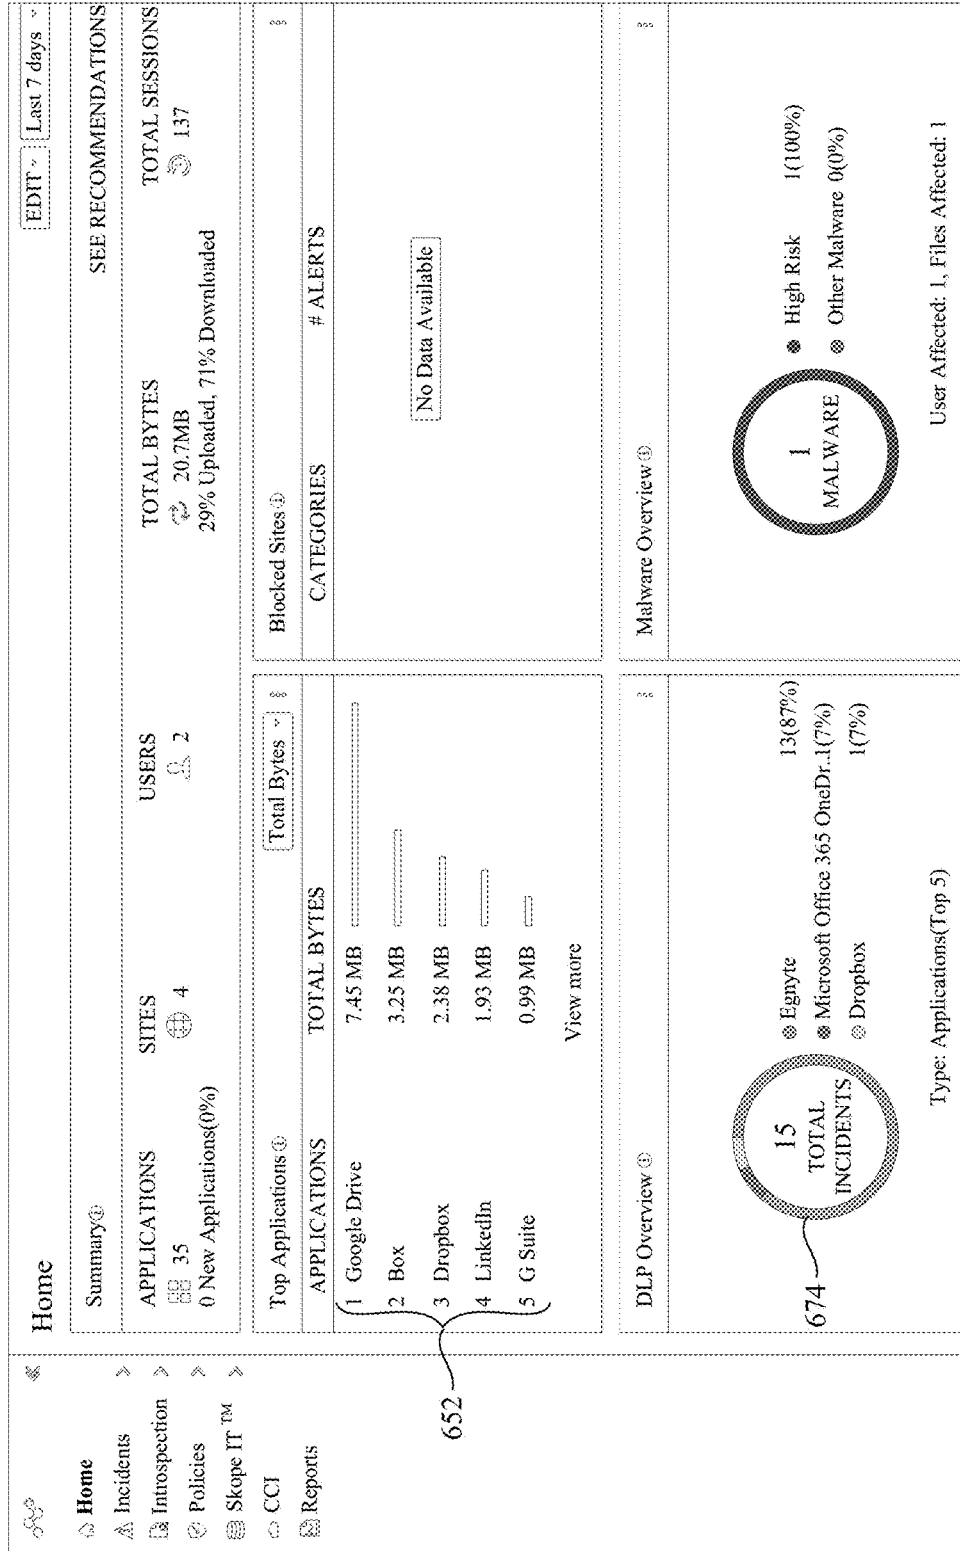 Home
Incidents
Introspection
Policies
Skope IT ™
CCI
Reports
Home
EDIT
Last 7 days
Summary
SEE RECOMMENDATIONS
APPLICATIONS
35
0 New Applications(0%)
SITES
4
USERS
2
TOTAL BYTES
20.7MB
29% Uploaded, 71% Downloaded
TOTAL SESSIONS
137
Top Applications
Total Bytes
APPLICATIONS TOTAL BYTES
1 Google Drive 7.45 MB
2 Box 3.25 MB
3 Dropbox 2.38 MB
4 LinkedIn 1.93 MB
5 G Suite 0.99 MB
View more
652
Blocked Sites
CATEGORIES # ALERTS
No Data Available
DLP Overview
15
TOTAL
INCIDENTS
Egnyte 13(87%)
Microsoft Office 365 OneDr..1(7%)
Dropbox 1(7%)
Type: Applications(Top 5)
674
Malware Overview
1
MALWARE
High Risk 1(100%)
Other Malware 0(0%)
User Affected: 1, Files Affected: 1